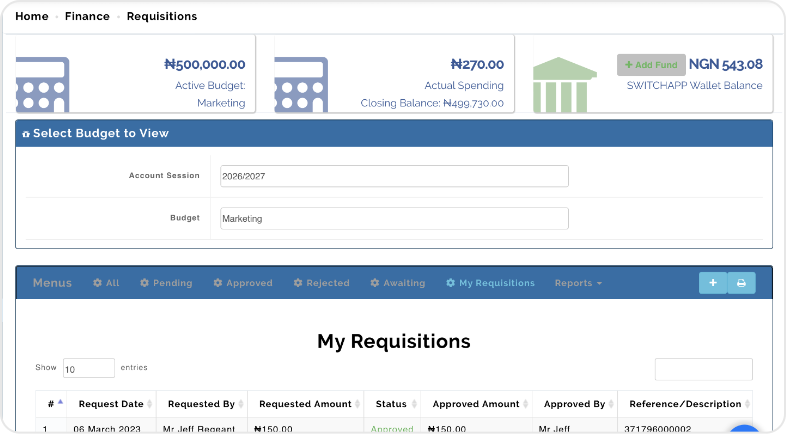 Home • Finance • Requisitions
₦500,000.00
Active Budget:
Marketing
₦270.00
Actual Spending
Closing Balance: ₦499,730.00
+ Add Fund NGN 543.08
SWITCHAPP Wallet Balance
Select Budget to View
Account Session 2026/2027
Budget Marketing
Menus All Pending Approved Rejected Awaiting My Requisitions Reports
My Requisitions
Show 10 entries
# Request Date Requested By Requested Amount Status Approved Amount Approved By Reference/Description
1 06 March 2023 Mr Jeff Regeant ₦150.00 Approved ₦150.00 Mr Jeff 371796000002